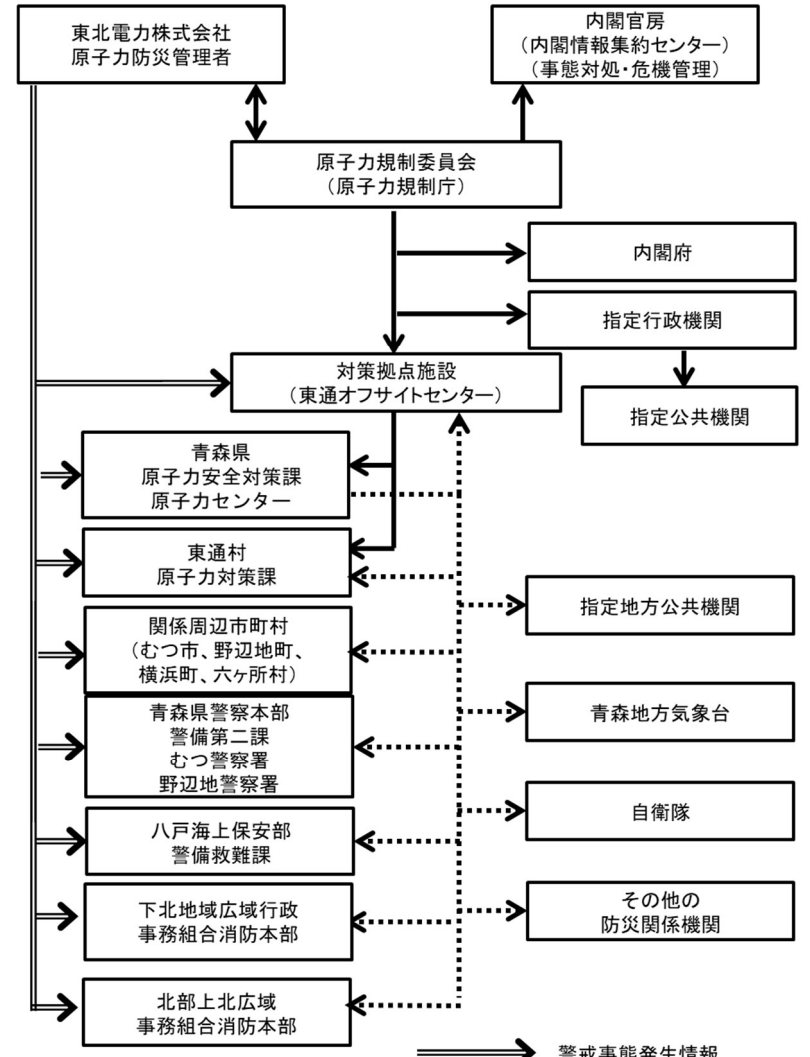 東北電力株式会社
原子力防災管理者
内閣官房
（内閣情報集約センター）
（事態対処・危機管理）
原子力規制委員会
（原子力規制庁）
内閣府
指定行政機関
対策拠点施設
（東通オフサイトセンター）
指定公共機関
青森県
原子力安全対策課
原子力センター
東通村
原子力対策課
指定地方公共機関
関係周辺市町村
（むつ市、野辺地町、
横浜町、六ヶ所村）
青森県警察本部
警備第二課
むつ警察署
野辺地警察署
青森地方気象台
八戸海上保安部
警備救難課
自衛隊
下北地域広域行政
事務組合消防本部
その他の
防災関係機関
北部上北広域
事務組合消防本部
警戒事態発生情報